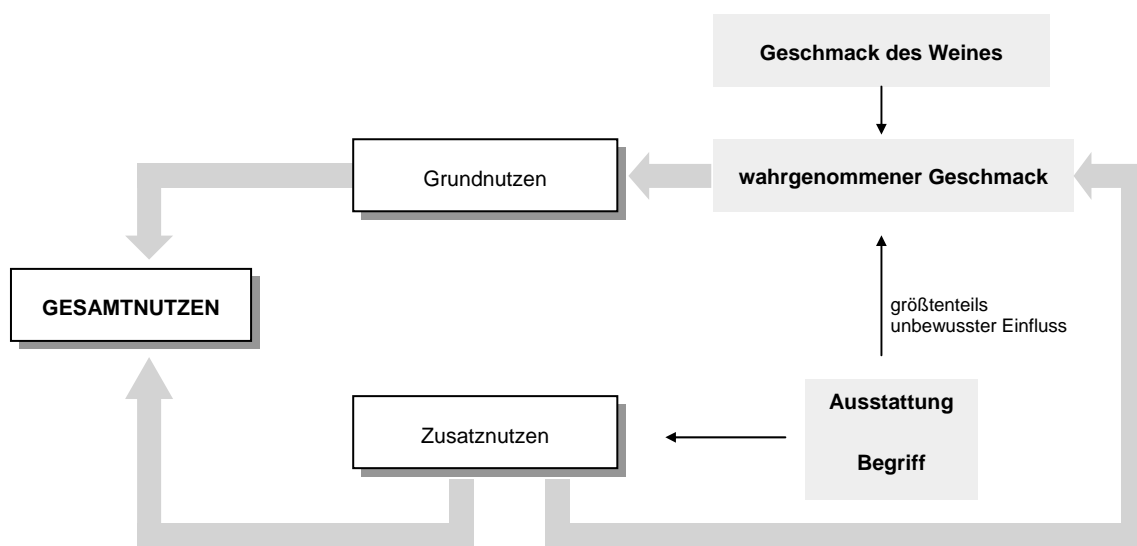 Geschmack des Weines
Grundnutzen
wahrgenommener Geschmack
GESAMTNUTZEN
größtenteils
unbewusster Einfluss
Ausstattung
Zusatznutzen
Begriff